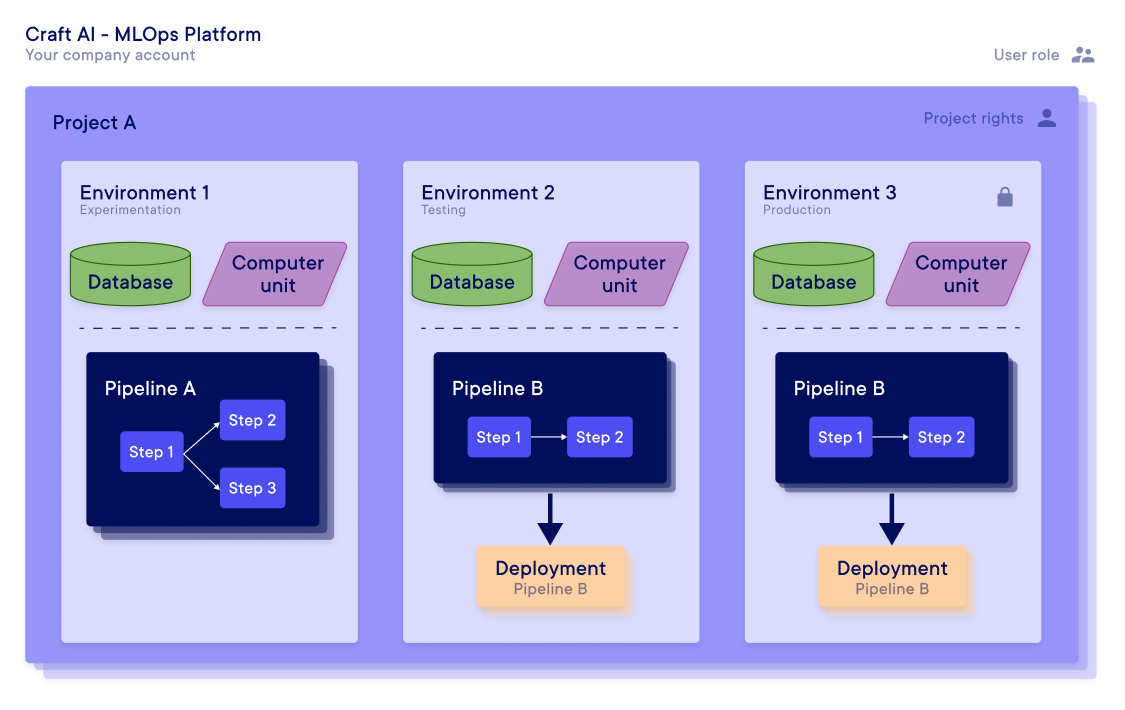 Craft AI - MLOps Platform
Your company account
User role
Project A
Project rights
Environment 1
Experimentation
Database
Computer
unit
Pipeline A
Step 1
Step 2
Step 3
Environment 2
Testing
Database
Computer
unit
Pipeline B
Step 1
Step 2
Deployment
Pipeline B
Environment 3
Production
Database
Computer
unit
Pipeline B
Step 1
Step 2
Deployment
Pipeline B